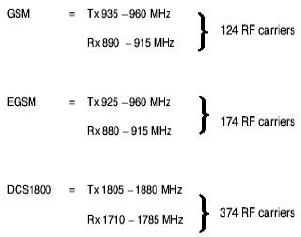 GSM = Tx 935 – 960 MHz
Rx 890 – 915 MHz
124 RF carriers
EGSM = Tx 925 – 960 MHz
Rx 880 – 915 MHz
174 RF carriers
DCS1800 = Tx 1805 – 1880 MHz
Rx 1710 – 1785 MHz
374 RF carriers